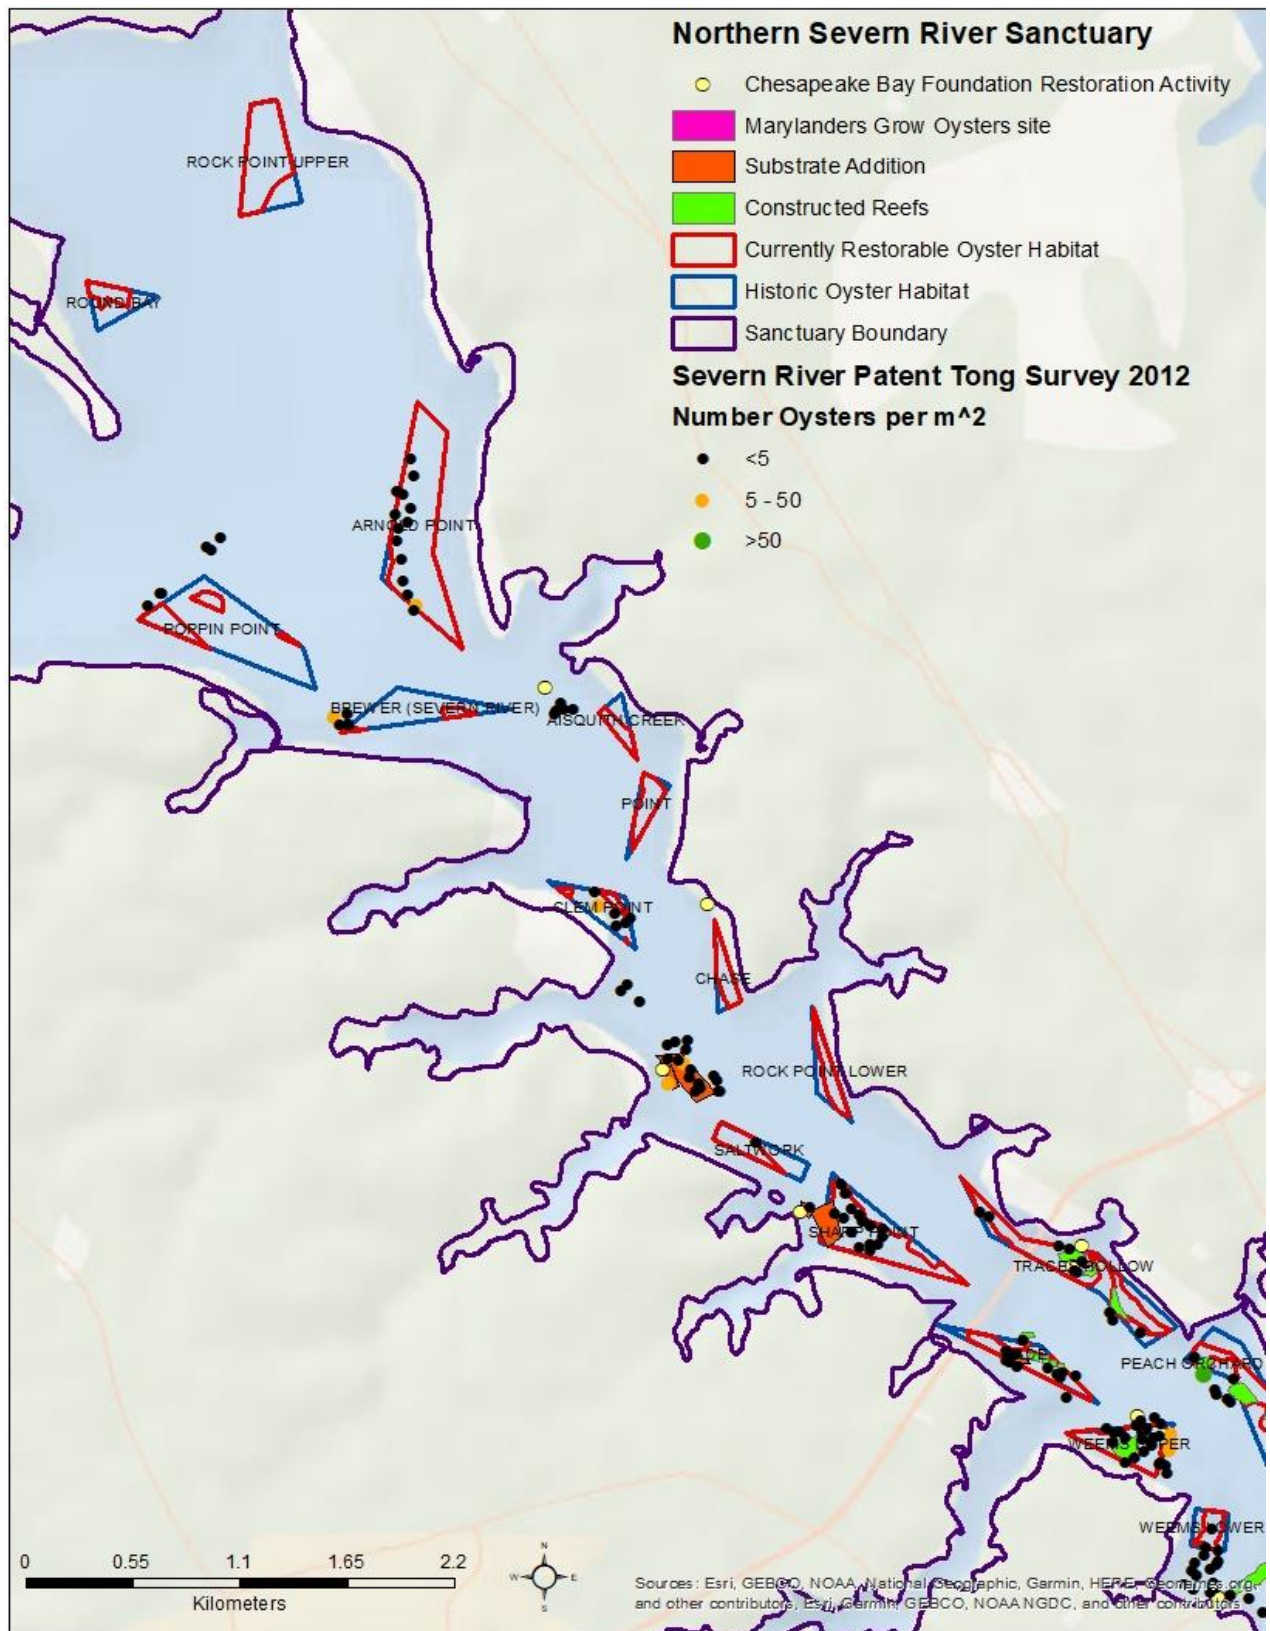 Northern Severn River Sanctuary
Chesapeake Bay Foundation Restoration Activity
Marylanders Grow Oysters site
Substrate Addition
Constructed Reefs
Currently Restorable Oyster Habitat
Historic Oyster Habitat
Sanctuary Boundary
Severn River Patent Tong Survey 2012
Number Oysters per m^2
<5
5 - 50
>50
ROCK POINT UPPER
ROUND BAY
ARNOLD POINT
POPPIN POINT
BREWER (SEVERN RIVER)
AISQUITH CREEK
POINT
CLEM POINT
CHASE
ROCK POINT LOWER
SALTWORK
SHARP POINT
TRACES HOLLOW
PEACH ORCHARD
WEEMS UPPER
WEEMS LOWER
0 0.55 1.1 1.65 2.2
Kilometers
N
W E
S
Sources: Esri, GEBCO, NOAA, National Geographic, Garmin, HERE, Geonames.org,
and other contributors, Esri, Garmin, GEBCO, NOAA NGDC, and other contributors